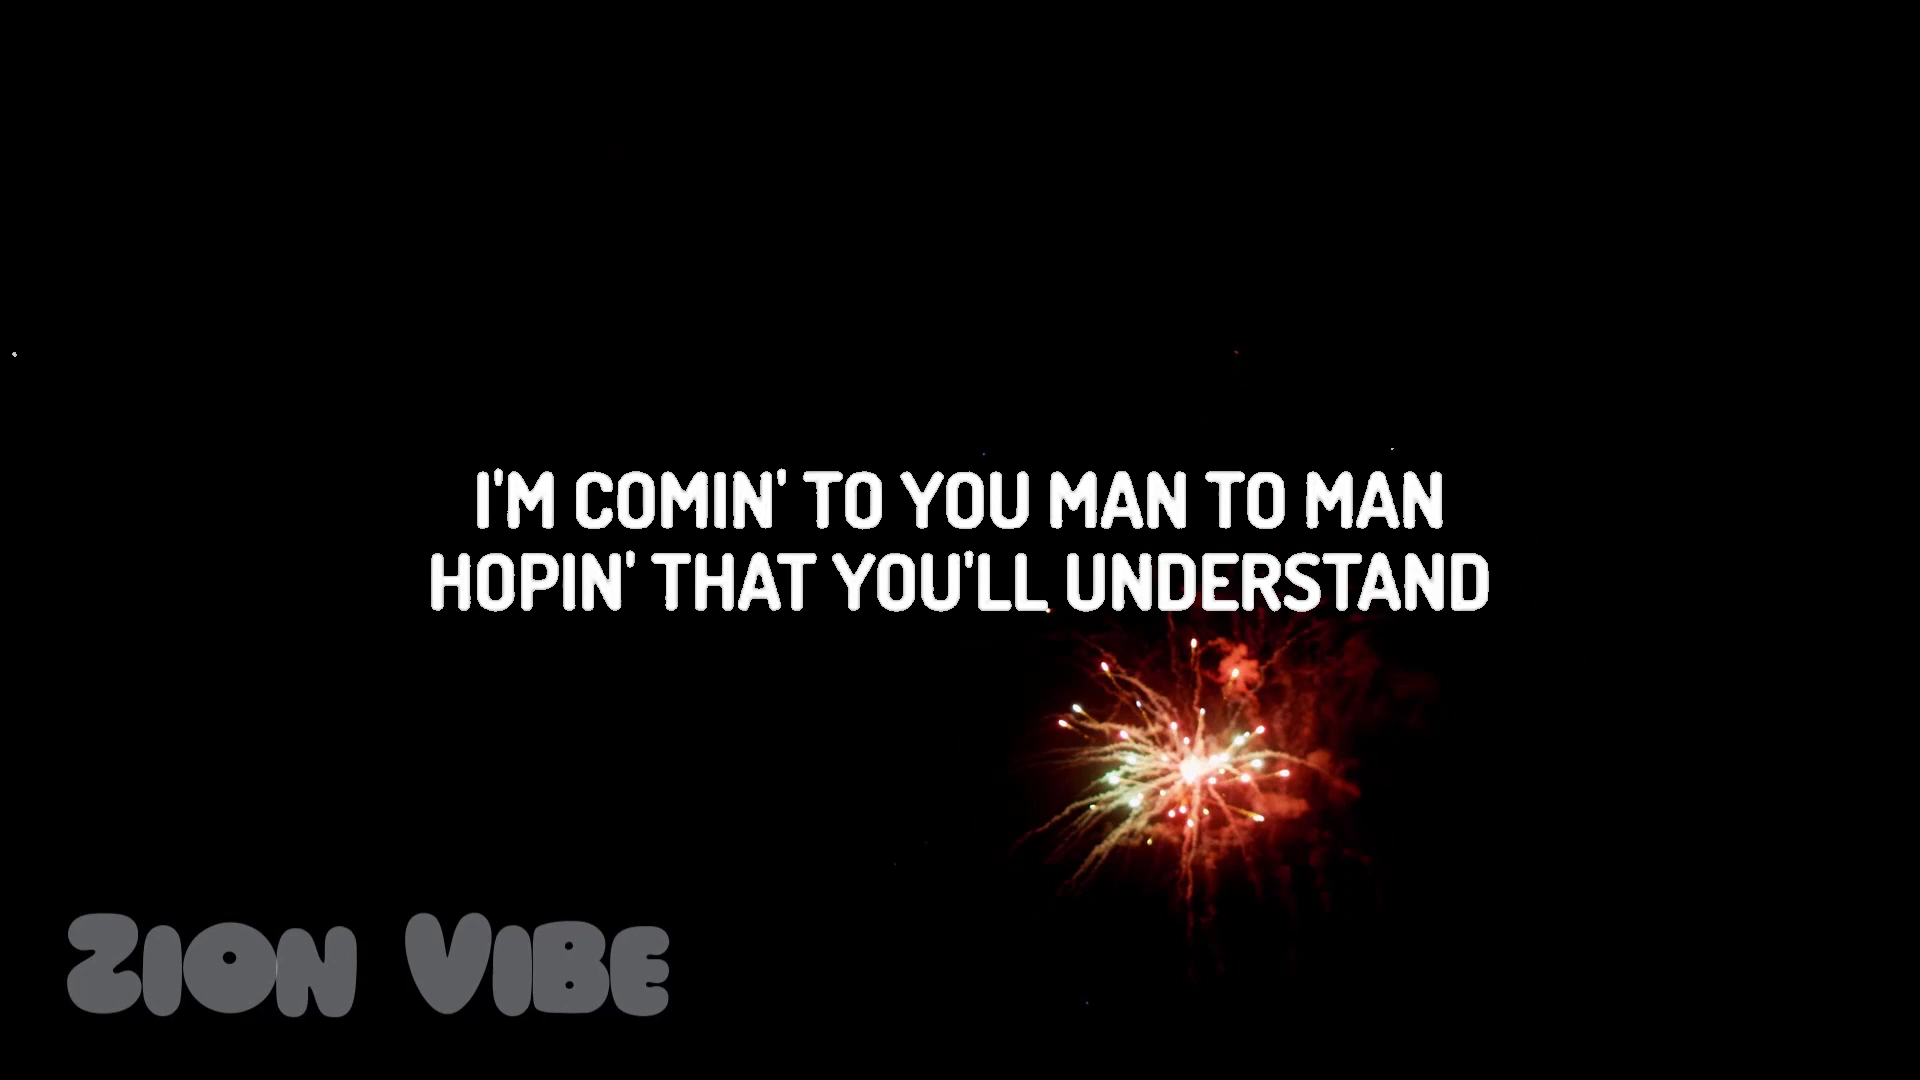 I'M COMIN' TO YOU MAN TO MAN
HOPIN' THAT YOU'LL UNDERSTAND
ZION VIBE